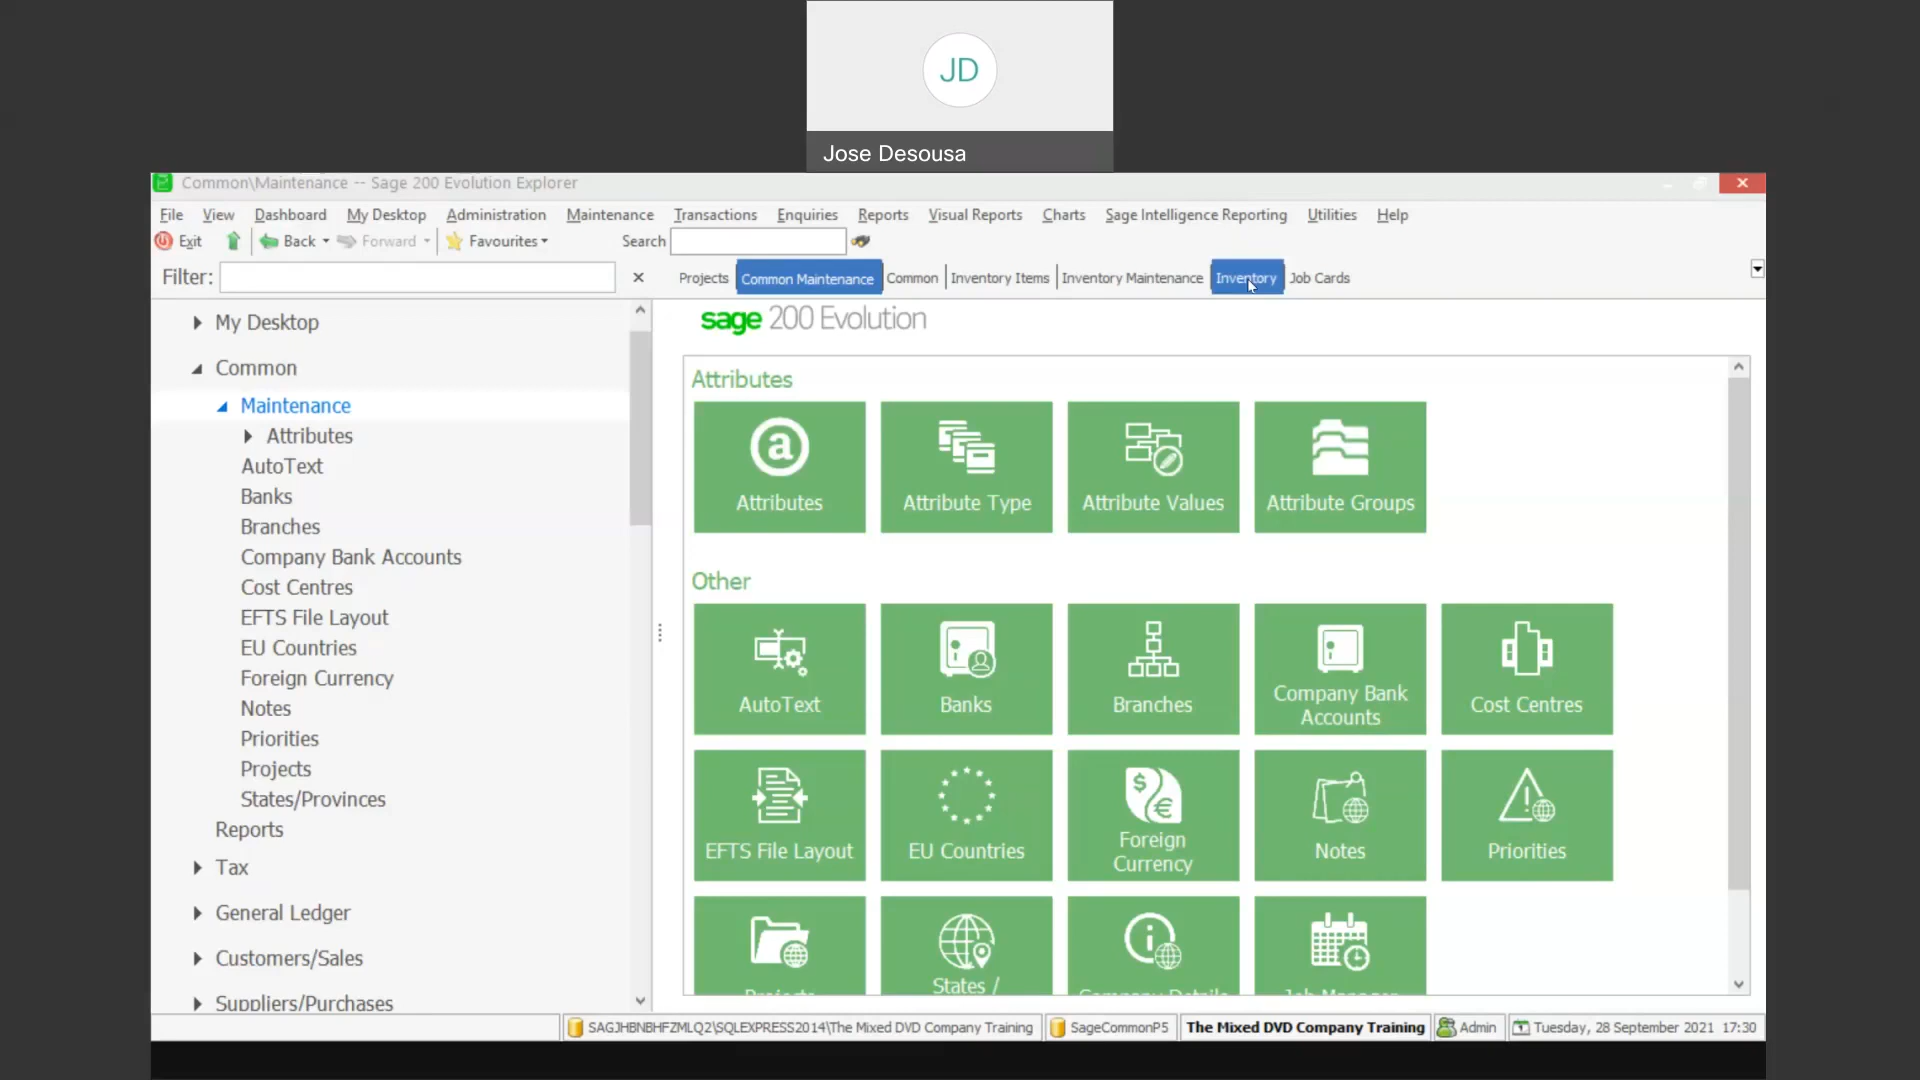 JD
Jose Desousa
Common\Maintenance -- Sage 200 Evolution Explorer
File View Dashboard My Desktop Administration Maintenance Transactions Enquiries Reports Visual Reports Charts Sage Intelligence Reporting Utilities Help
Exit Back Forward Favourites Search
Filter:
Projects Common Maintenance Common Inventory Items Inventory Maintenance Inventory Job Cards
My Desktop
Common
Maintenance
Attributes
AutoText
Banks
Branches
Company Bank Accounts
Cost Centres
EFTS File Layout
EU Countries
Foreign Currency
Notes
Priorities
Projects
States/Provinces
Reports
Tax
General Ledger
Customers/Sales
Suppliers/Purchases
sage 200 Evolution
Attributes
Attributes Attribute Type Attribute Values Attribute Groups
Other
AutoText Banks Branches Company Bank Accounts Cost Centres
EFTS File Layout EU Countries Foreign Currency Notes Priorities
Projects States / Company Details Job Manager
SAGJHBNBHFZMLQ2\SQLEXPRESS2014\The Mixed DVD Company Training SageCommonP5 The Mixed DVD Company Training Admin Tuesday, 28 September 2021 17:30